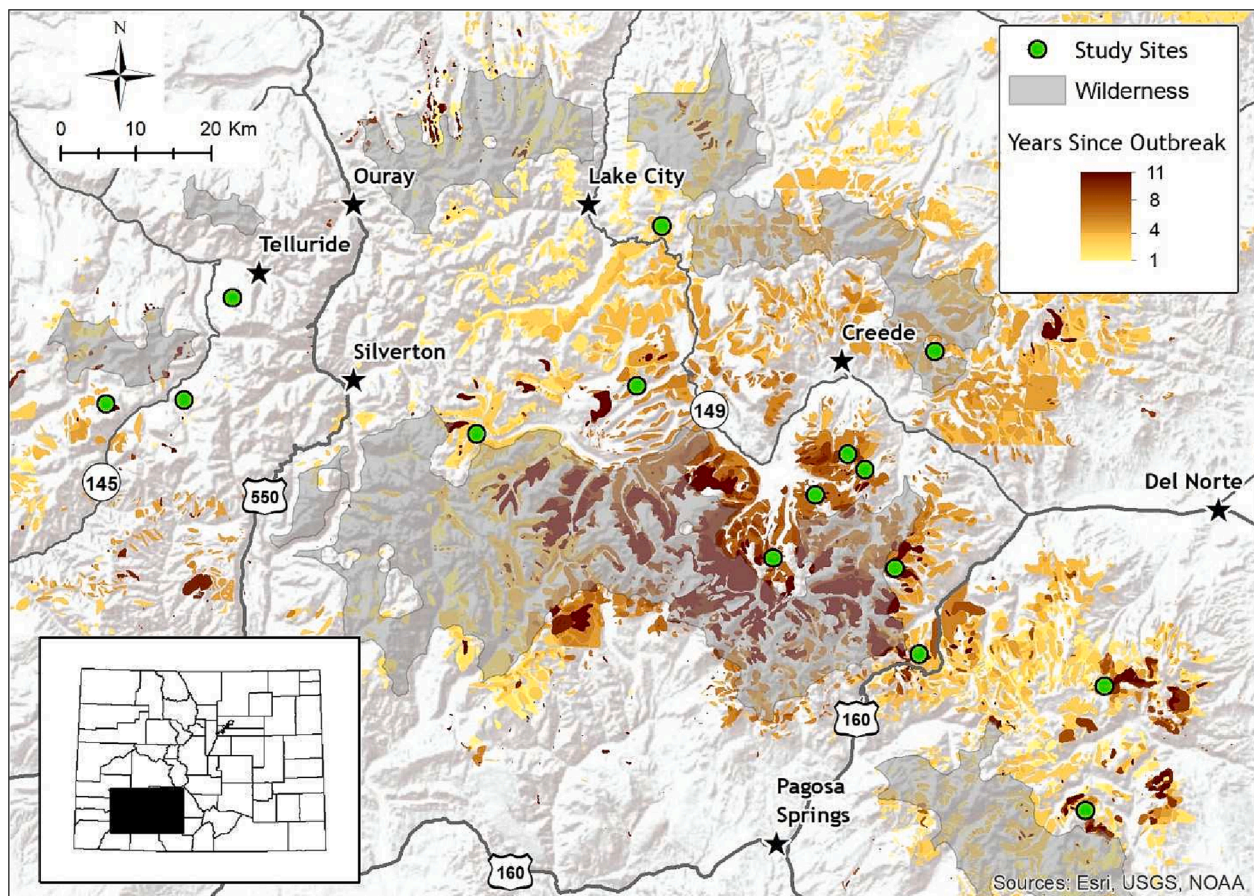 N
0 10 20 Km
Study Sites
Wilderness
Years Since Outbreak
11
8
4
1
Ouray
Lake City
Telluride
Creede
Silverton
149
145
550
Del Norte
160
Pagosa
Springs
160
Sources: Esri, USGS, NOAA